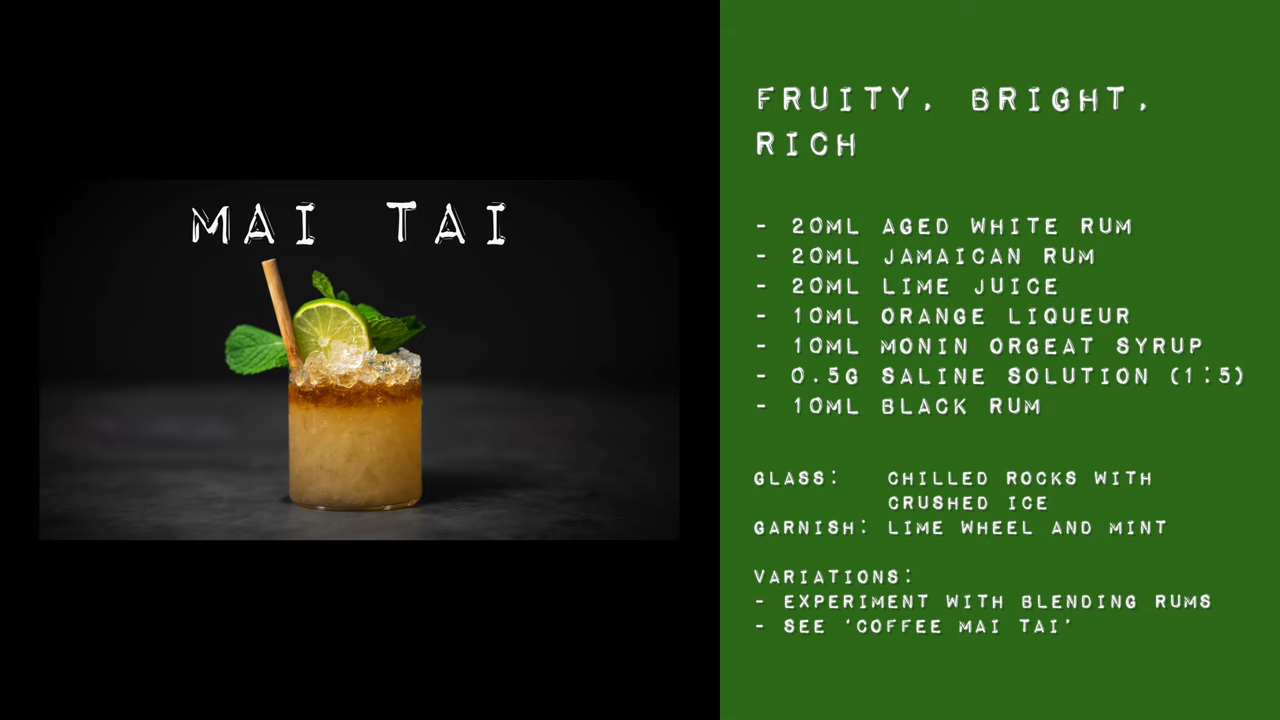 MAI TAI
FRUITY, BRIGHT,
RICH
- 20ML AGED WHITE RUM
- 20ML JAMAICAN RUM
- 20ML LIME JUICE
- 10ML ORANGE LIQUEUR
- 10ML MONIN ORGEAT SYRUP
- 0.5G SALINE SOLUTION (1:5)
- 10ML BLACK RUM
GLASS: CHILLED ROCKS WITH
CRUSHED ICE
GARNISH: LIME WHEEL AND MINT
VARIATIONS:
- EXPERIMENT WITH BLENDING RUMS
- SEE ‘COFFEE MAI TAI’